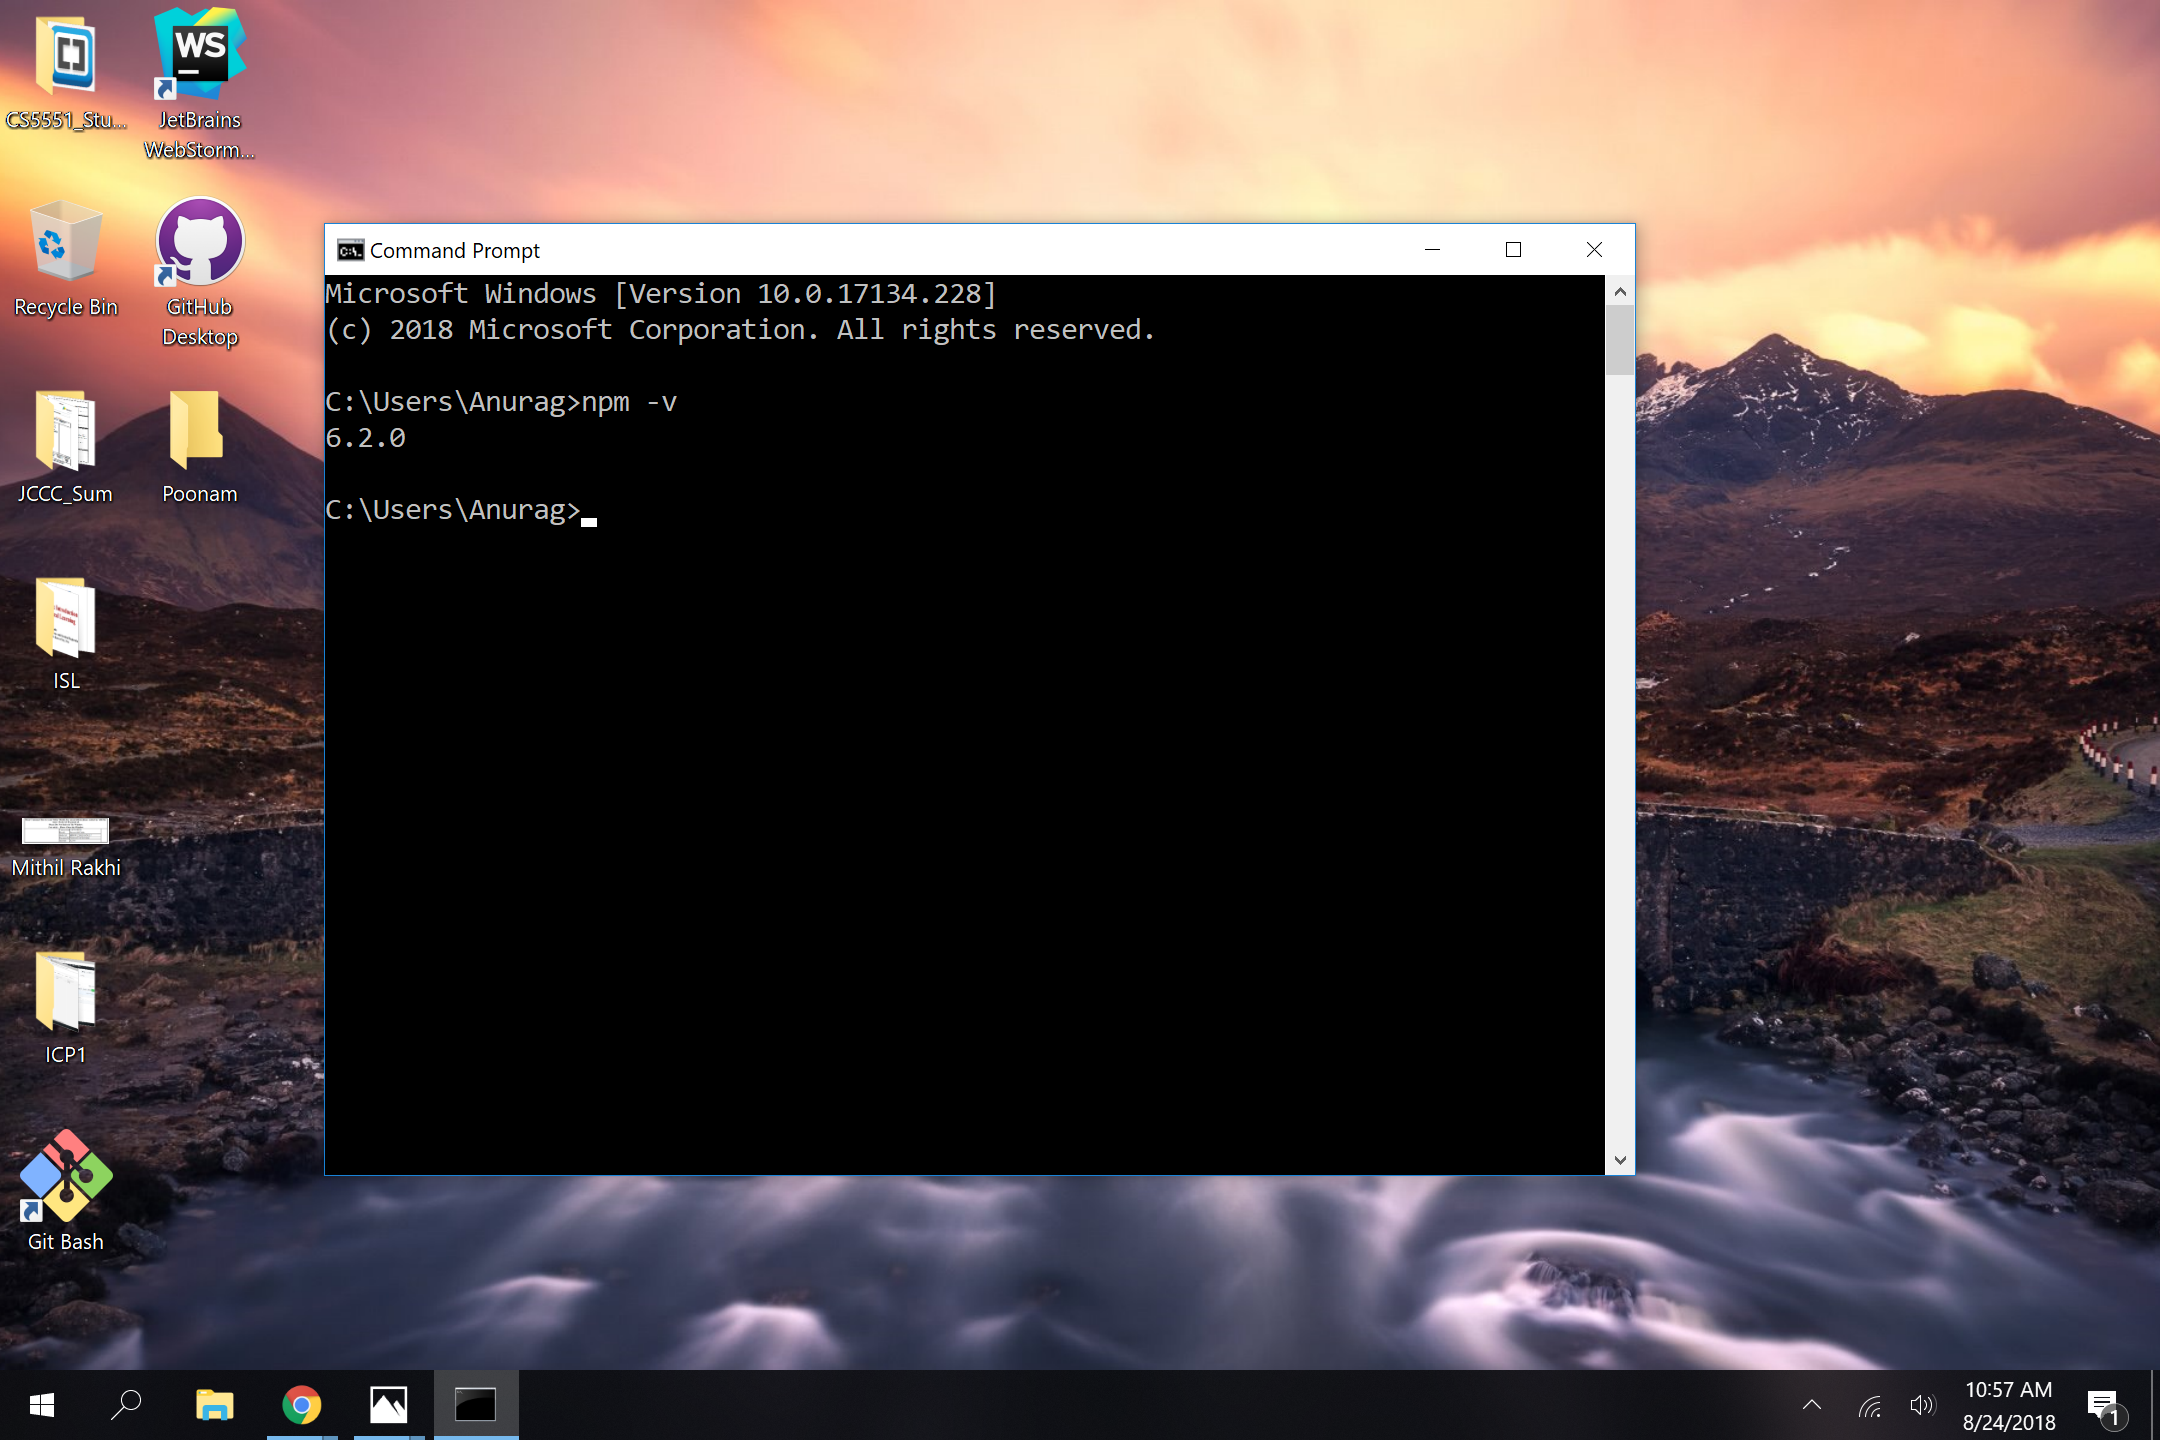 CS5551_Stu...
WS
JetBrains
WebStorm...
Recycle Bin
GitHub
Desktop
JCCC_Sum
Poonam
ISL
Mithil Rakhi
ICP1
Git Bash
C:\. Command Prompt
Microsoft Windows [Version 10.0.17134.228]
(c) 2018 Microsoft Corporation. All rights reserved.
C:\Users\Anurag>npm -v
6.2.0
C:\Users\Anurag>
10:57 AM
8/24/2018
1